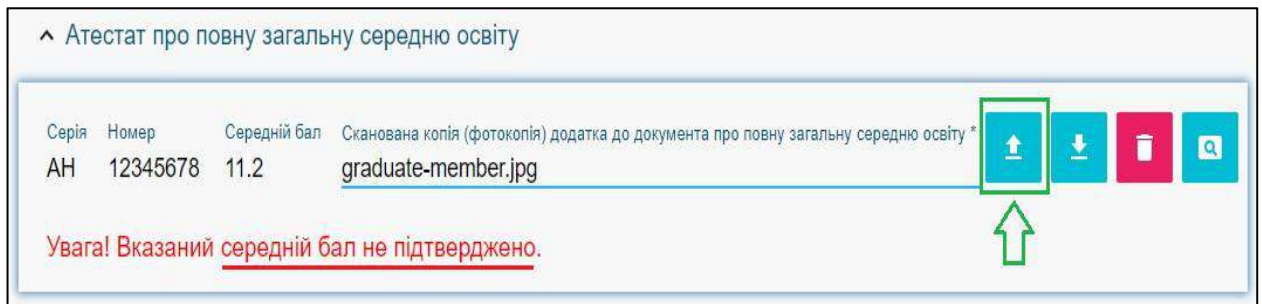 Атестат про повну загальну середню освіту
Серія Номер Середній бал Сканована копія (фотокопія) додатка до документа про повну загальну середню освіту *
АН 12345678 11.2 graduate-member.jpg
Увага! Вказаний середній бал не підтверджено.